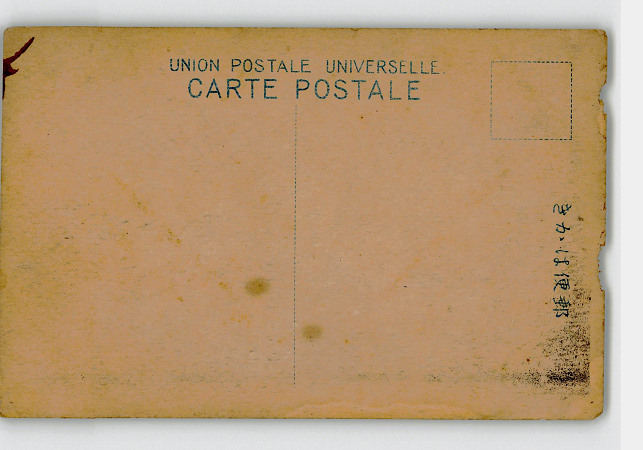 UNION POSTALE UNIVERSELLE.
CARTE POSTALE
きかは便郵